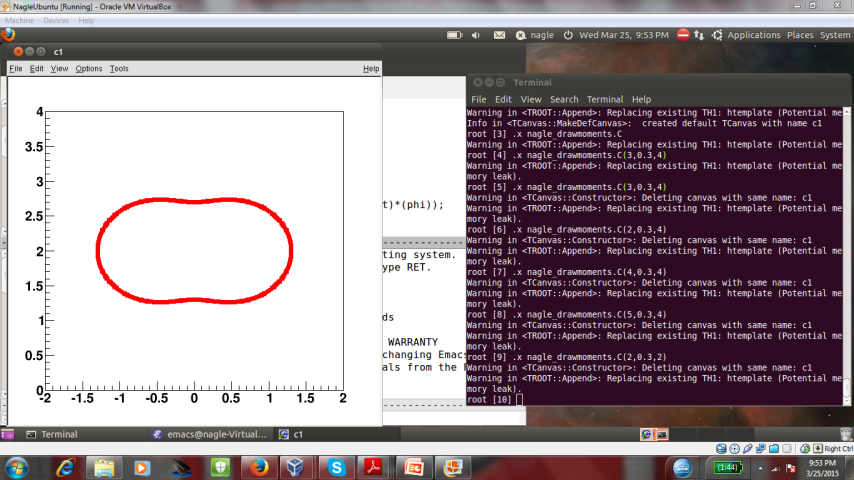 NagleUbuntu [Running] - Oracle VM VirtualBox
Machine Devices Help
nagle Wed Mar 25, 9:53 PM Applications Places System
c1
File Edit View Options Tools Help
4
3.5
3
2.5
2
1.5
1
0.5
0
-2 -1.5 -1 -0.5 0 0.5 1 1.5 2
t)*(phi));
ting system.
ype RET.
ds
WARRANTY
changing Emacs
als from the
Terminal
File Edit View Search Terminal Help
Warning in <TROOT::Append>: Replacing existing TH1: htemplate (Potential me
Info in <TCanvas::MakeDefCanvas>: created default TCanvas with name c1
root [3] .x nagle_drawmoments.C
Warning in <TROOT::Append>: Replacing existing TH1: htemplate (Potential me
mory leak).
root [4] .x nagle_drawmoments.C(3,0.3,4)
Warning in <TROOT::Append>: Replacing existing TH1: htemplate (Potential me
mory leak).
root [5] .x nagle_drawmoments.C(3,0.3,4)
Warning in <TCanvas::Constructor>: Deleting canvas with same name: c1
Warning in <TROOT::Append>: Replacing existing TH1: htemplate (Potential me
mory leak).
root [6] .x nagle_drawmoments.C(2,0.3,4)
Warning in <TCanvas::Constructor>: Deleting canvas with same name: c1
Warning in <TROOT::Append>: Replacing existing TH1: htemplate (Potential me
mory leak).
root [7] .x nagle_drawmoments.C(4,0.3,4)
Warning in <TCanvas::Constructor>: Deleting canvas with same name: c1
Warning in <TROOT::Append>: Replacing existing TH1: htemplate (Potential me
mory leak).
root [8] .x nagle_drawmoments.C(5,0.3,4)
Warning in <TCanvas::Constructor>: Deleting canvas with same name: c1
Warning in <TROOT::Append>: Replacing existing TH1: htemplate (Potential me
mory leak).
root [9] .x nagle_drawmoments.C(2,0.3,2)
Warning in <TCanvas::Constructor>: Deleting canvas with same name: c1
Warning in <TROOT::Append>: Replacing existing TH1: htemplate (Potential me
mory leak).
root [10]
Terminal
emacs@nagle-Virtual...
c1
Right Ctrl
(1:44)
9:53 PM
3/25/2015